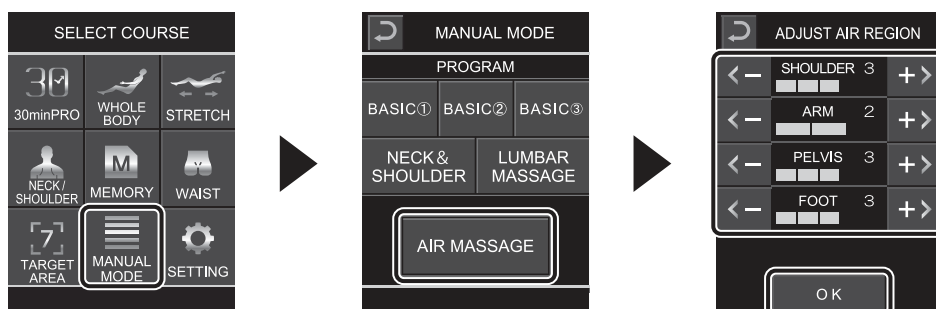 SELECT COURSE
30
30minPRO
WHOLE
BODY
STRETCH
NECK/
SHOULDER
M
MEMORY
WAIST
7
TARGET
AREA
MANUAL
MODE
SETTING
MANUAL MODE
PROGRAM
BASIC① BASIC② BASIC③
NECK &
SHOULDER
LUMBAR
MASSAGE
AIR MASSAGE
ADJUST AIR REGION
<- SHOULDER 3 +>
<- ARM 2 +>
<- PELVIS 3 +>
<- FOOT 3 +>
OK